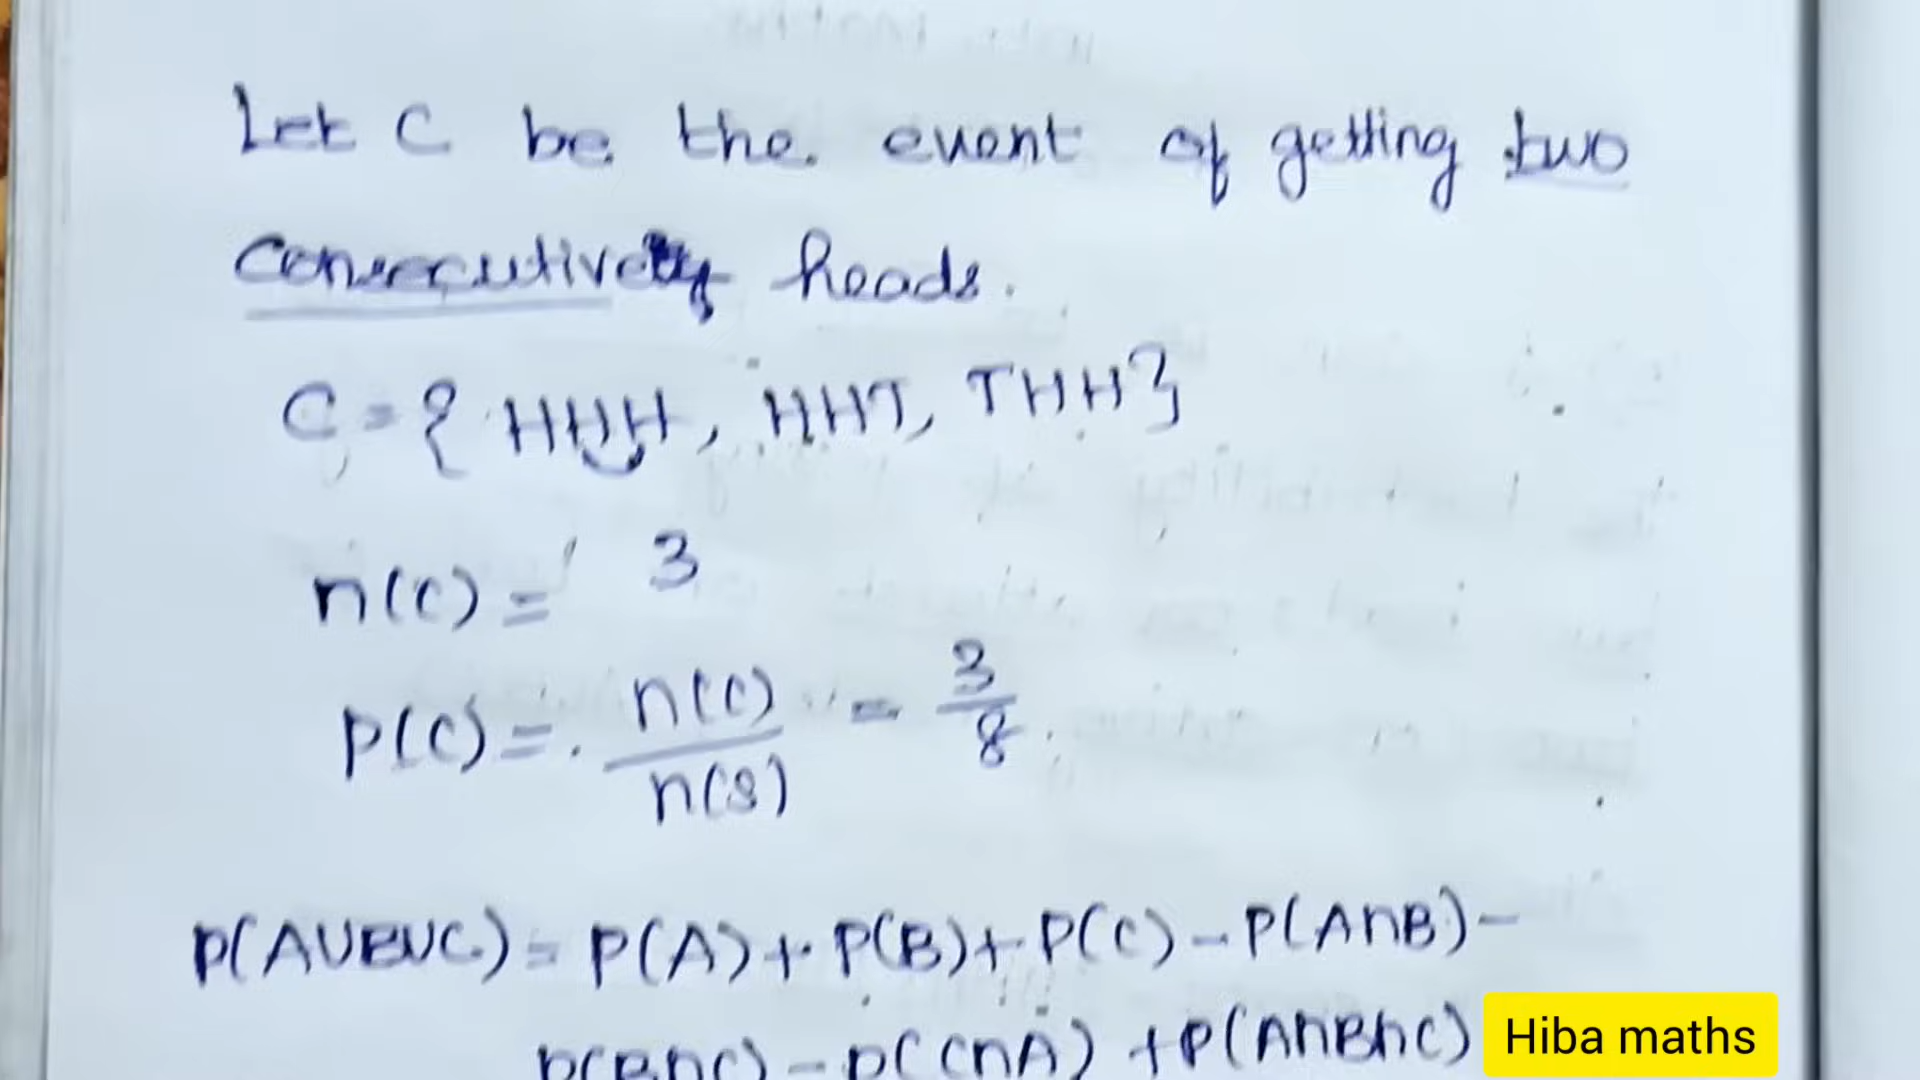 Let C be the event of getting two
consecutively heads.
C = { HHH, HHT, THH}
n(C) = 3
P(C) = n(C) / n(S) = 3/8.
P(AUBUC) = P(A) + P(B) + P(C) - P(A∩B) -
P(B∩C) - P(C∩A) + P(A∩B∩C)
Hiba maths